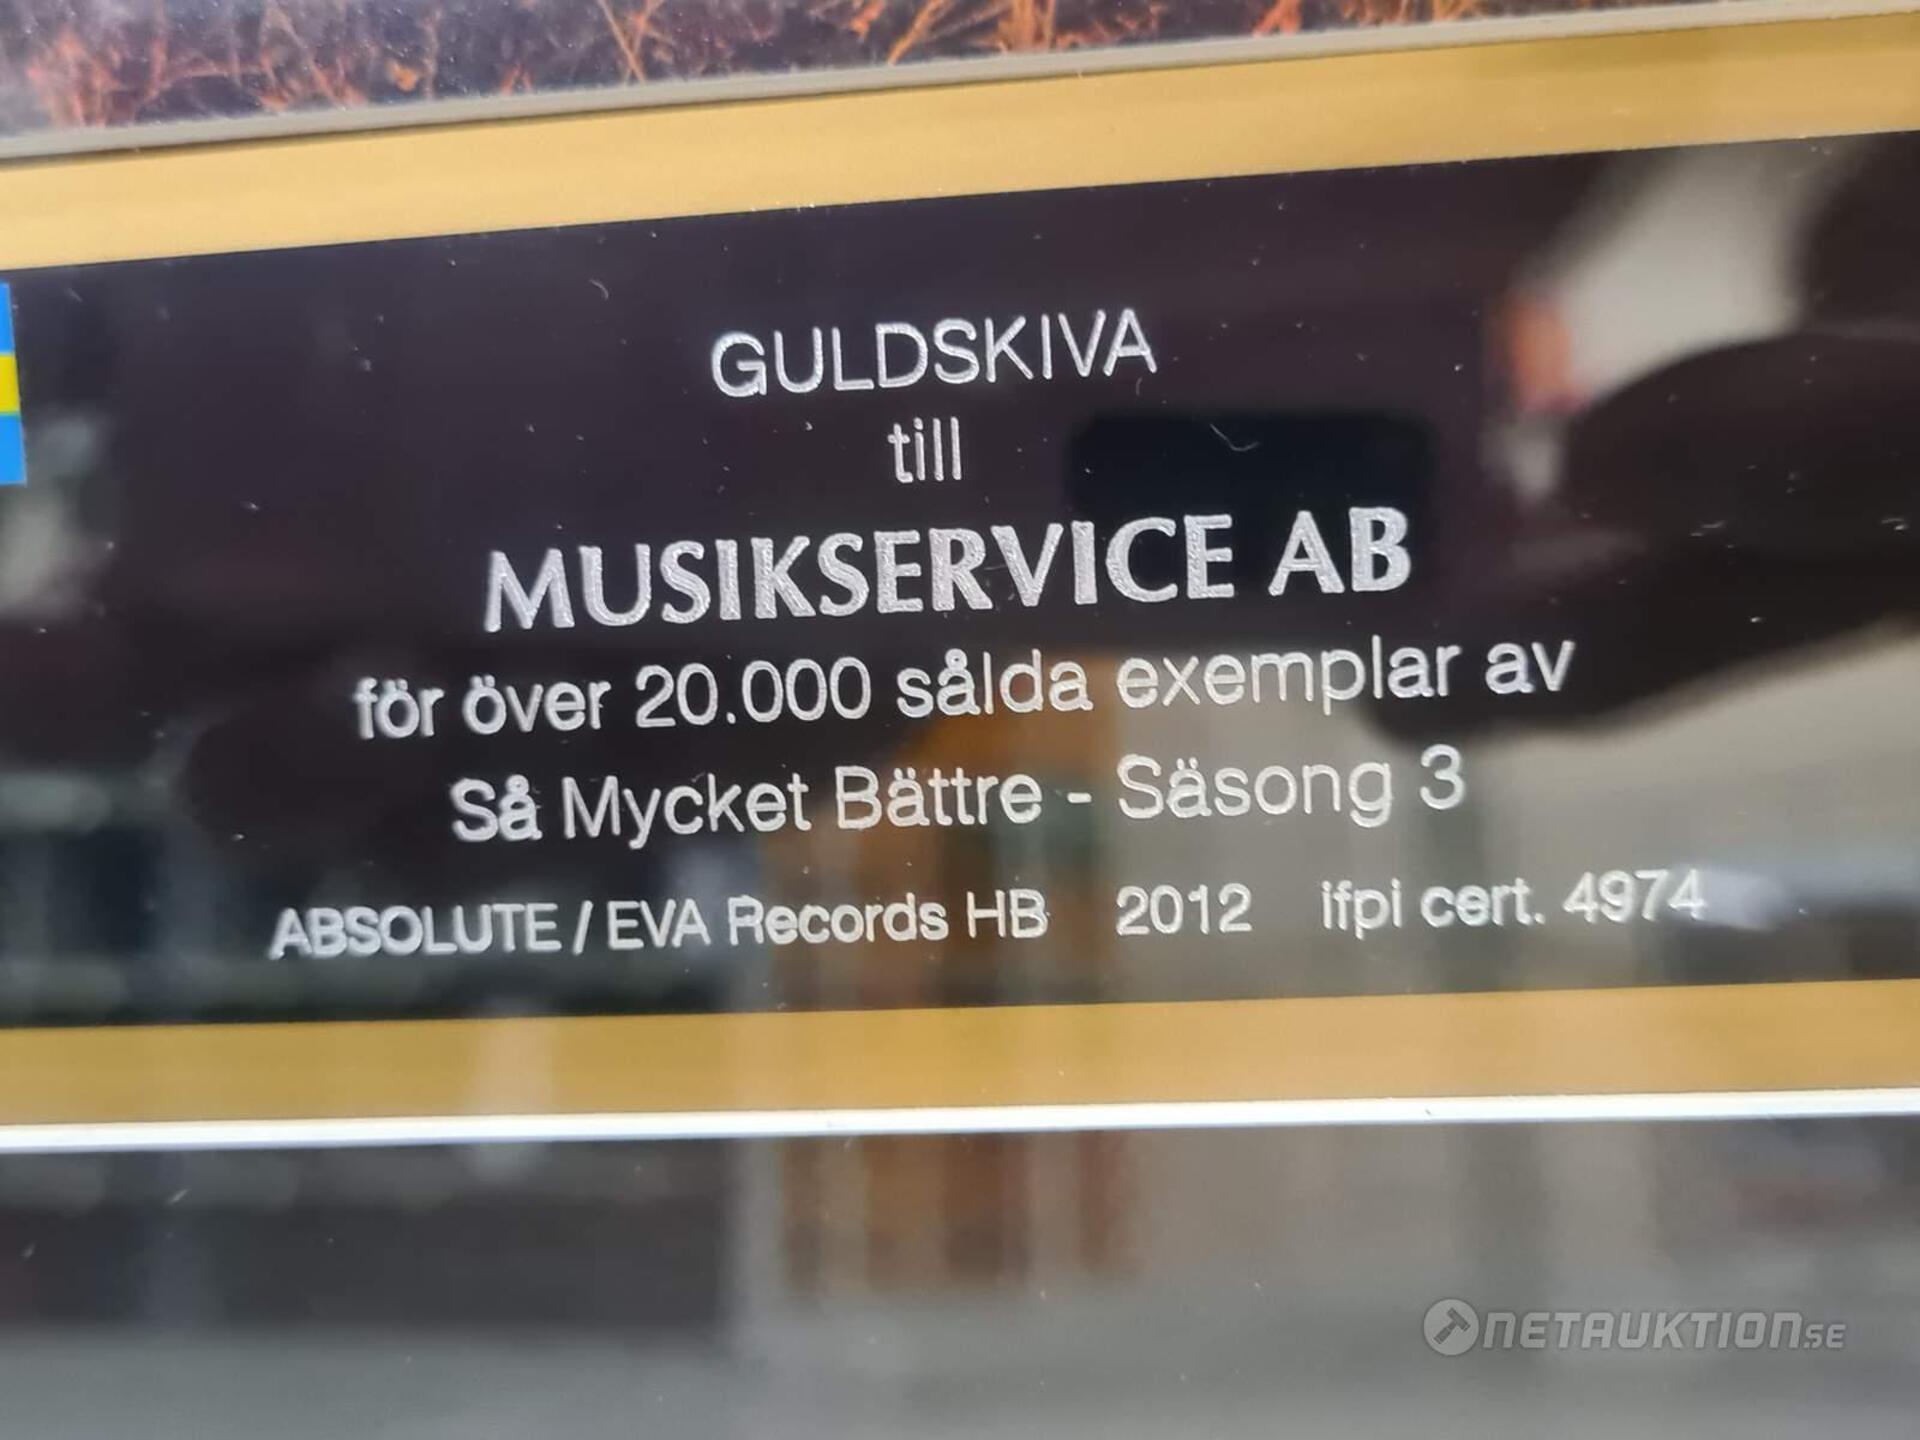 GULDSKIVA
till
MUSIKSERVICE AB
för över 20.000 sålda exemplar av
Så Mycket Bättre - Säsong 3
ABSOLUTE / EVA Records HB 2012 ifpi cert. 4974
NETAUKTION.SE